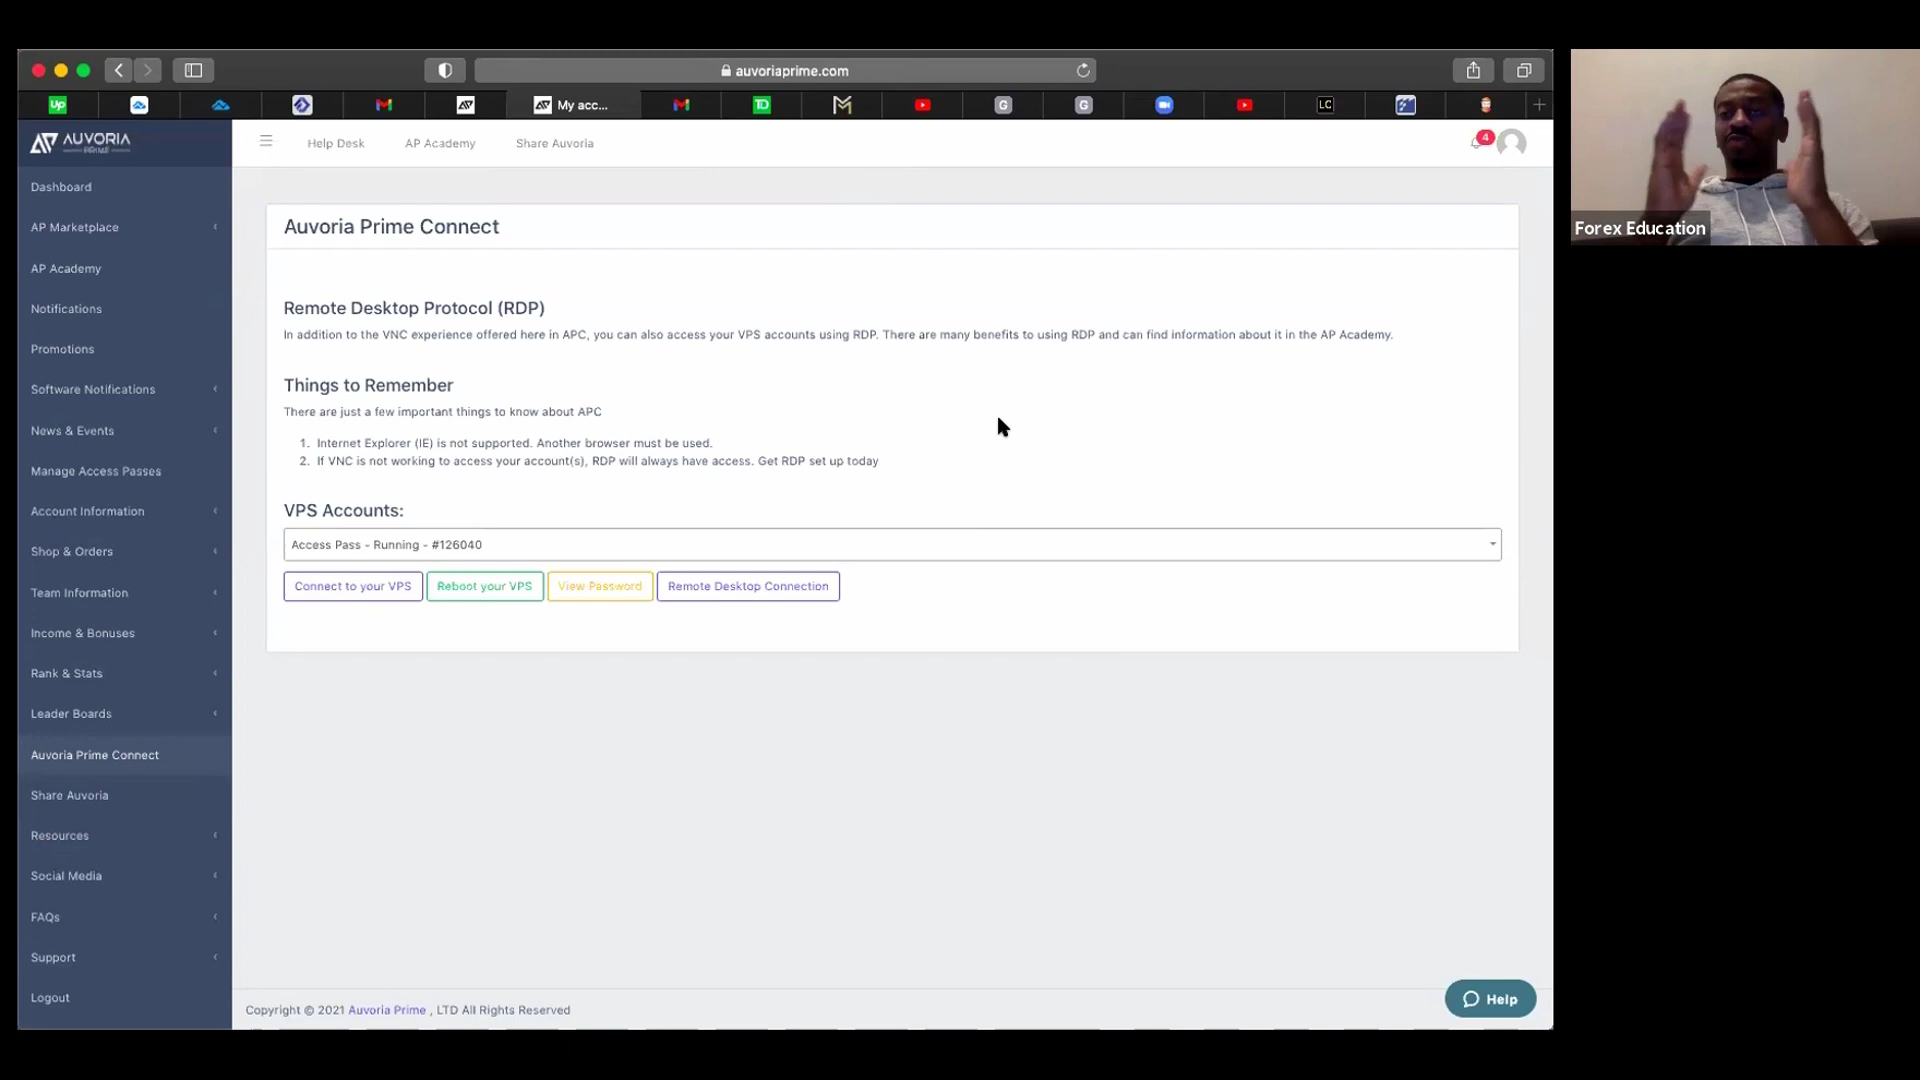 auvoriaprime.com
Up
My acc...
TD
G
G
LC
AUVORIA
PRIME
Help Desk
AP Academy
Share Auvoria
4
Dashboard
AP Marketplace
AP Academy
Notifications
Promotions
Software Notifications
News & Events
Manage Access Passes
Account Information
Shop & Orders
Team Information
Income & Bonuses
Rank & Stats
Leader Boards
Auvoria Prime Connect
Share Auvoria
Resources
Social Media
FAQs
Support
Logout
Auvoria Prime Connect
Remote Desktop Protocol (RDP)
In addition to the VNC experience offered here in APC, you can also access your VPS accounts using RDP. There are many benefits to using RDP and can find information about it in the AP Academy.
Things to Remember
There are just a few important things to know about APC
1. Internet Explorer (IE) is not supported. Another browser must be used.
2. If VNC is not working to access your account(s), RDP will always have access. Get RDP set up today
VPS Accounts:
Access Pass - Running - #126040
Connect to your VPS
Reboot your VPS
View Password
Remote Desktop Connection
Copyright © 2021 Auvoria Prime , LTD All Rights Reserved
Help
Forex Education